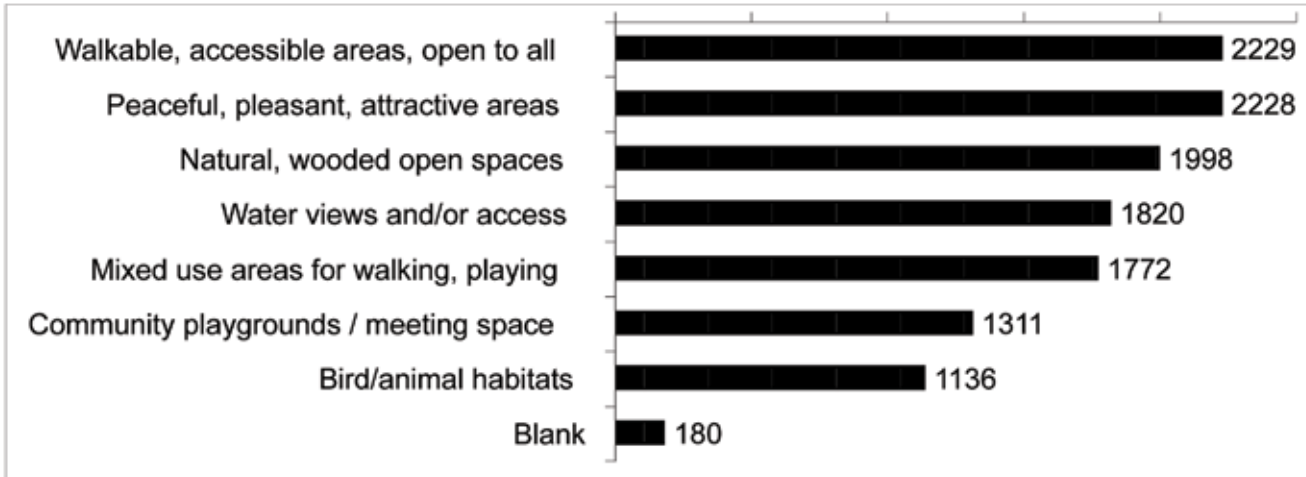 Walkable, accessible areas, open to all 2229
Peaceful, pleasant, attractive areas 2228
Natural, wooded open spaces 1998
Water views and/or access 1820
Mixed use areas for walking, playing 1772
Community playgrounds / meeting space 1311
Bird/animal habitats 1136
Blank 180